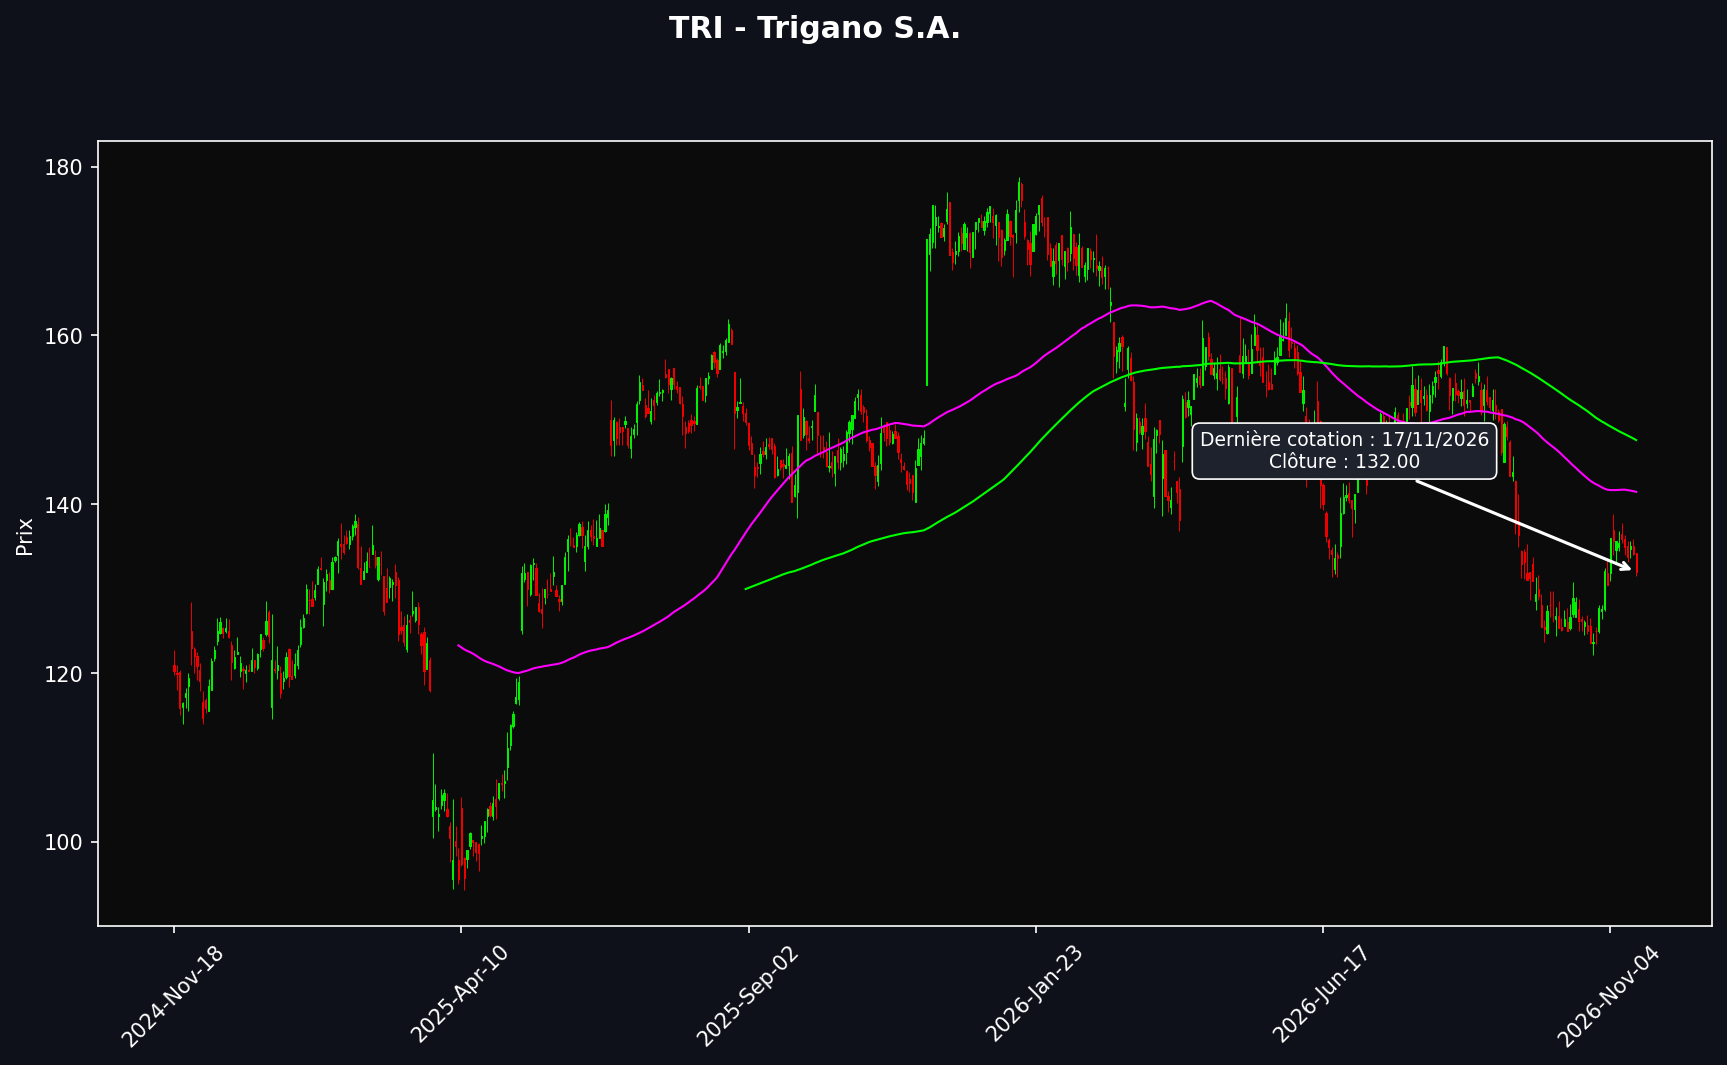 TRI - Trigano S.A.
Prix
180
160
140
120
100
Dernière cotation : 17/11/2026
Clôture : 132.00
2024-Nov-18
2025-Apr-10
2025-Sep-02
2026-Jan-23
2026-Jun-17
2026-Nov-04